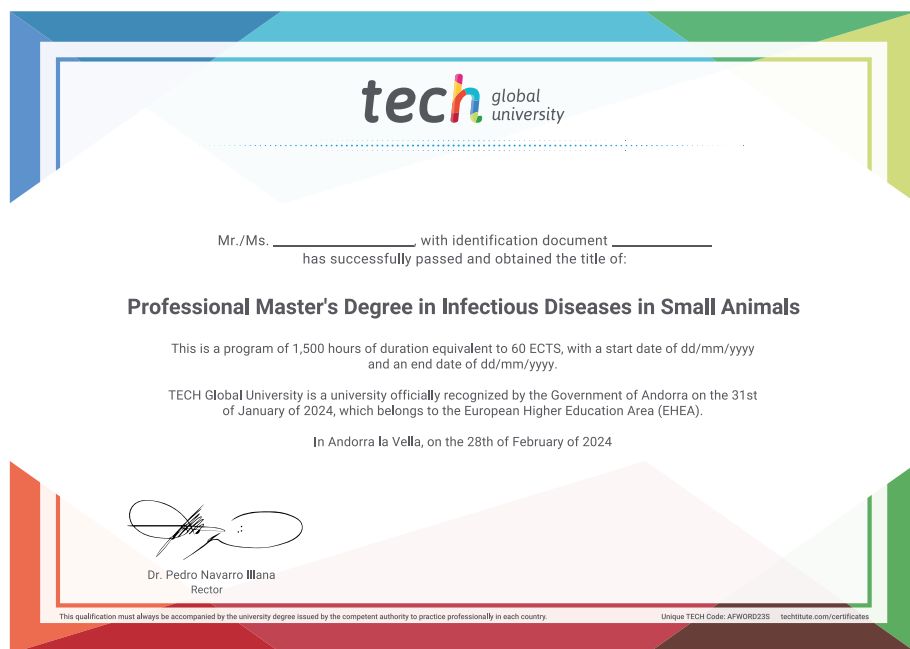 tech global university
Mr./Ms. ____________, with identification document ____________
has successfully passed and obtained the title of:
Professional Master's Degree in Infectious Diseases in Small Animals
This is a program of 1,500 hours of duration equivalent to 60 ECTS, with a start date of dd/mm/yyyy
and an end date of dd/mm/yyyy.
TECH Global University is a university officially recognized by the Government of Andorra on the 31st
of January of 2024, which belongs to the European Higher Education Area (EHEA).
In Andorra la Vella, on the 28th of February of 2024
Dr. Pedro Navarro Illana
Rector
This qualification must always be accompanied by the university degree issued by the competent authority to practice professionally in each country.
Unique TECH Code: AFWORD23S techtitute.com/certificates